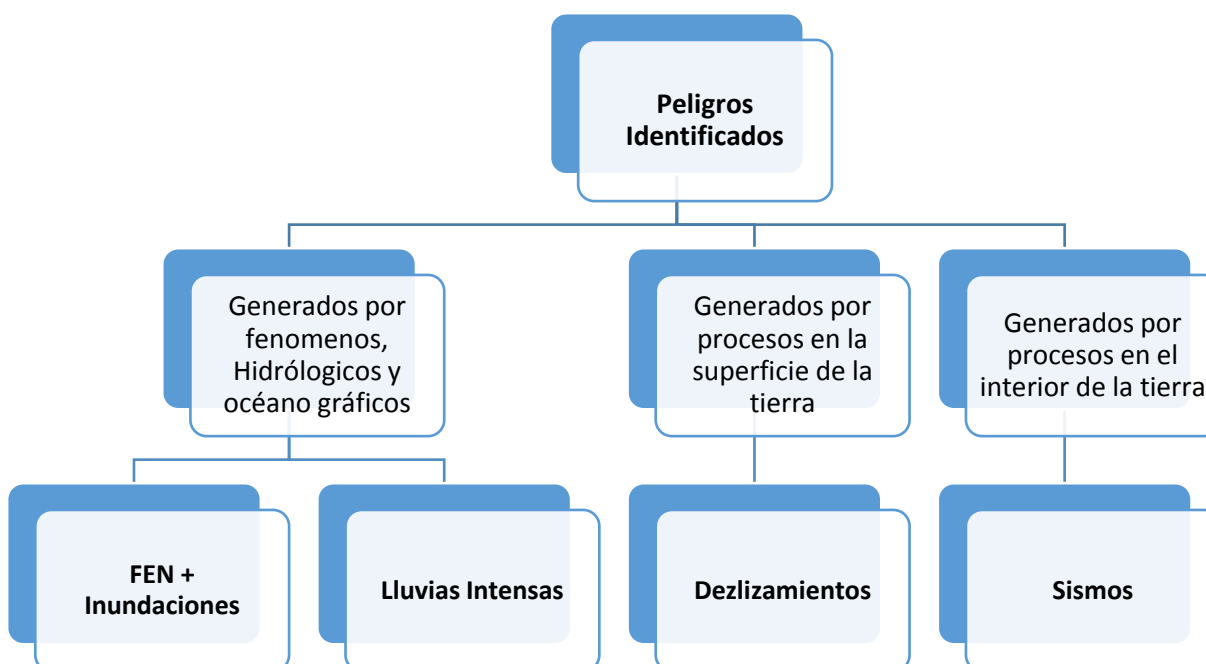 Peligros
Identificados
Generados por
fenomenos,
Hidrólogicos y
océano gráficos
Generados por
procesos en la
superficie de la
tierra
Generados por
procesos en el
interior de la tierra
FEN +
Inundaciones
Lluvias Intensas
Dezlizamientos
Sismos